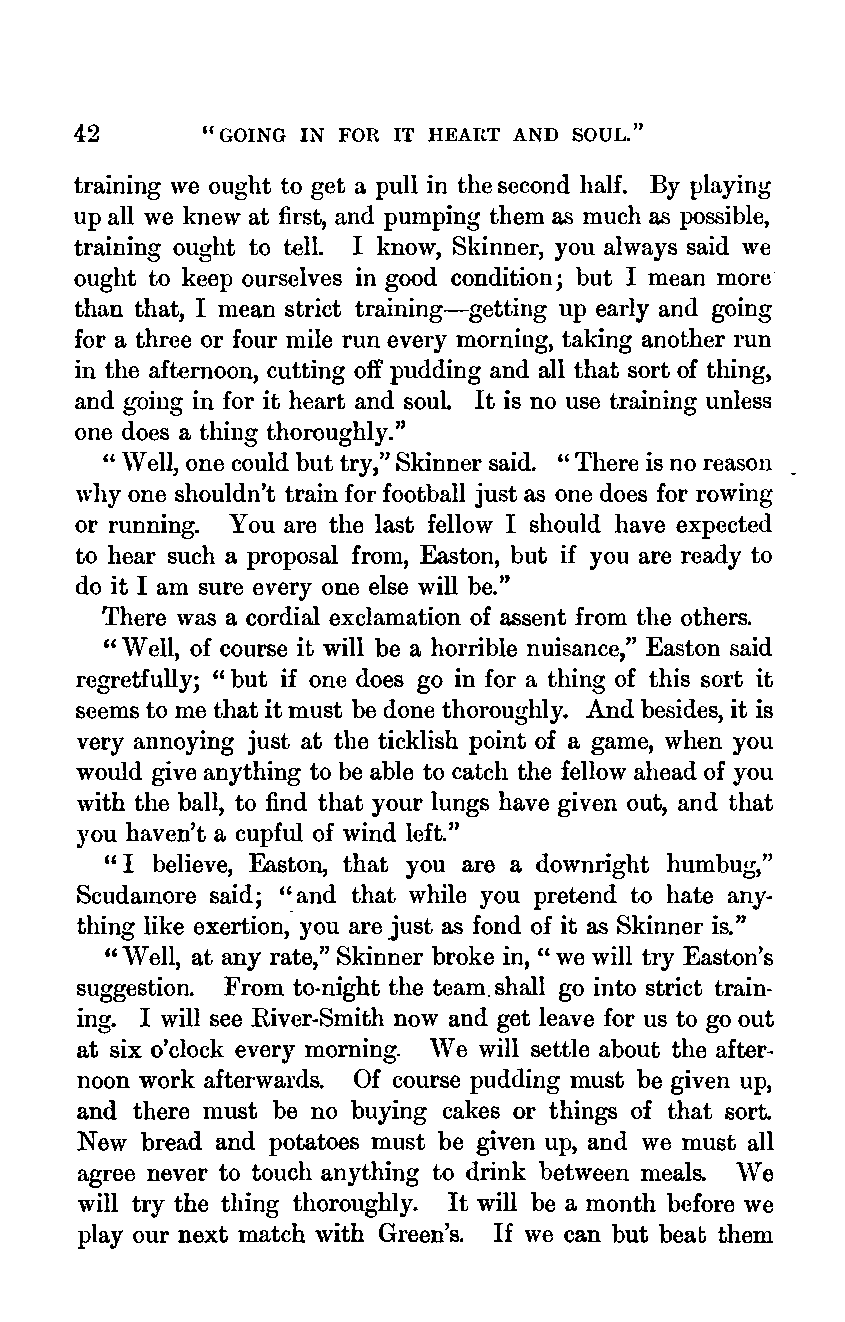 42 "GOING IN FOR IT HEART AND SOUL."
training we ought to get a pull in the second half. By playing
up all we knew at first, and pumping them as much as possible,
training ought to tell. I know, Skinner, you always said we
ought to keep ourselves in good condition; but I mean more
than that, I mean strict training—getting up early and going
for a three or four mile run every morning, taking another run
in the afternoon, cutting off pudding and all that sort of thing,
and going in for it heart and soul. It is no use training unless
one does a thing thoroughly."
"Well, one could but try," Skinner said. "There is no reason
why one shouldn't train for football just as one does for rowing
or running. You are the last fellow I should have expected
to hear such a proposal from, Easton, but if you are ready to
do it I am sure every one else will be."
There was a cordial exclamation of assent from the others.
"Well, of course it will be a horrible nuisance," Easton said
regretfully; "but if one does go in for a thing of this sort it
seems to me that it must be done thoroughly. And besides, it is
very annoying just at the ticklish point of a game, when you
would give anything to be able to catch the fellow ahead of you
with the ball, to find that your lungs have given out, and that
you haven't a cupful of wind left."
"I believe, Easton, that you are a downright humbug,"
Scudamore said; "and that while you pretend to hate any-
thing like exertion, you are just as fond of it as Skinner is."
"Well, at any rate," Skinner broke in, "we will try Easton's
suggestion. From to-night the team shall go into strict train-
ing. I will see River-Smith now and get leave for us to go out
at six o'clock every morning. We will settle about the after-
noon work afterwards. Of course pudding must be given up,
and there must be no buying cakes or things of that sort.
New bread and potatoes must be given up, and we must all
agree never to touch anything to drink between meals. We
will try the thing thoroughly. It will be a month before we
play our next match with Green's. If we can but beat them